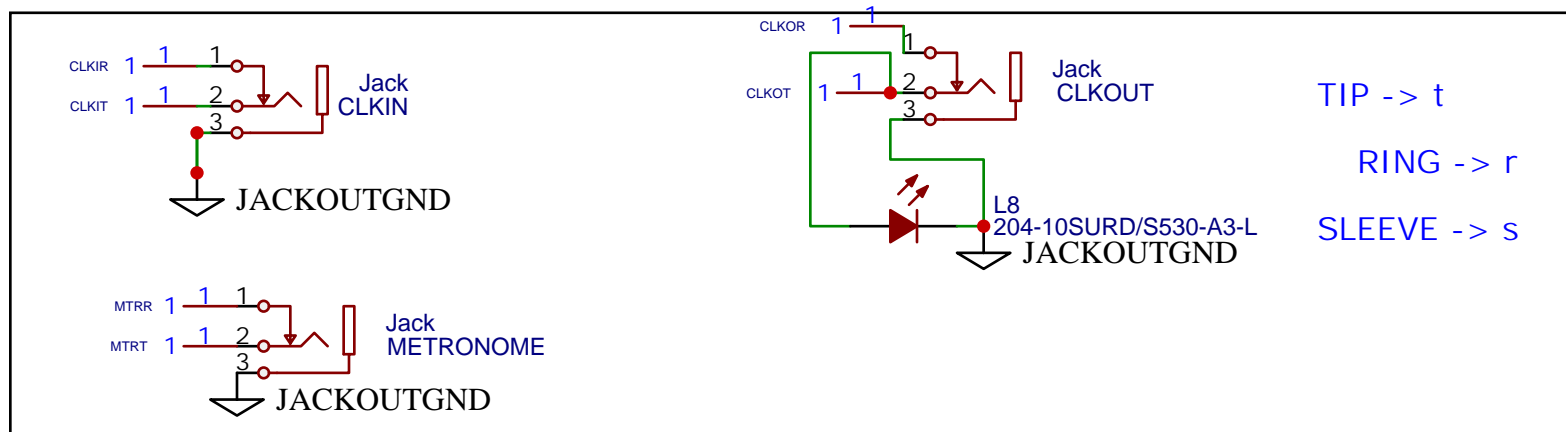 CLKIR 1 1 1
CLKIT 1 1 2
3
Jack
CLKIN
JACKOUTGND
CLKOR 1 1
1
CLKOT 1 1 2
3
Jack
CLKOUT
L8
204-10SURD/S530-A3-L
JACKOUTGND
TIP -> t
RING -> r
SLEEVE -> s
MTRR 1 1 1
MTRT 1 1 2
3
Jack
METRONOME
JACKOUTGND